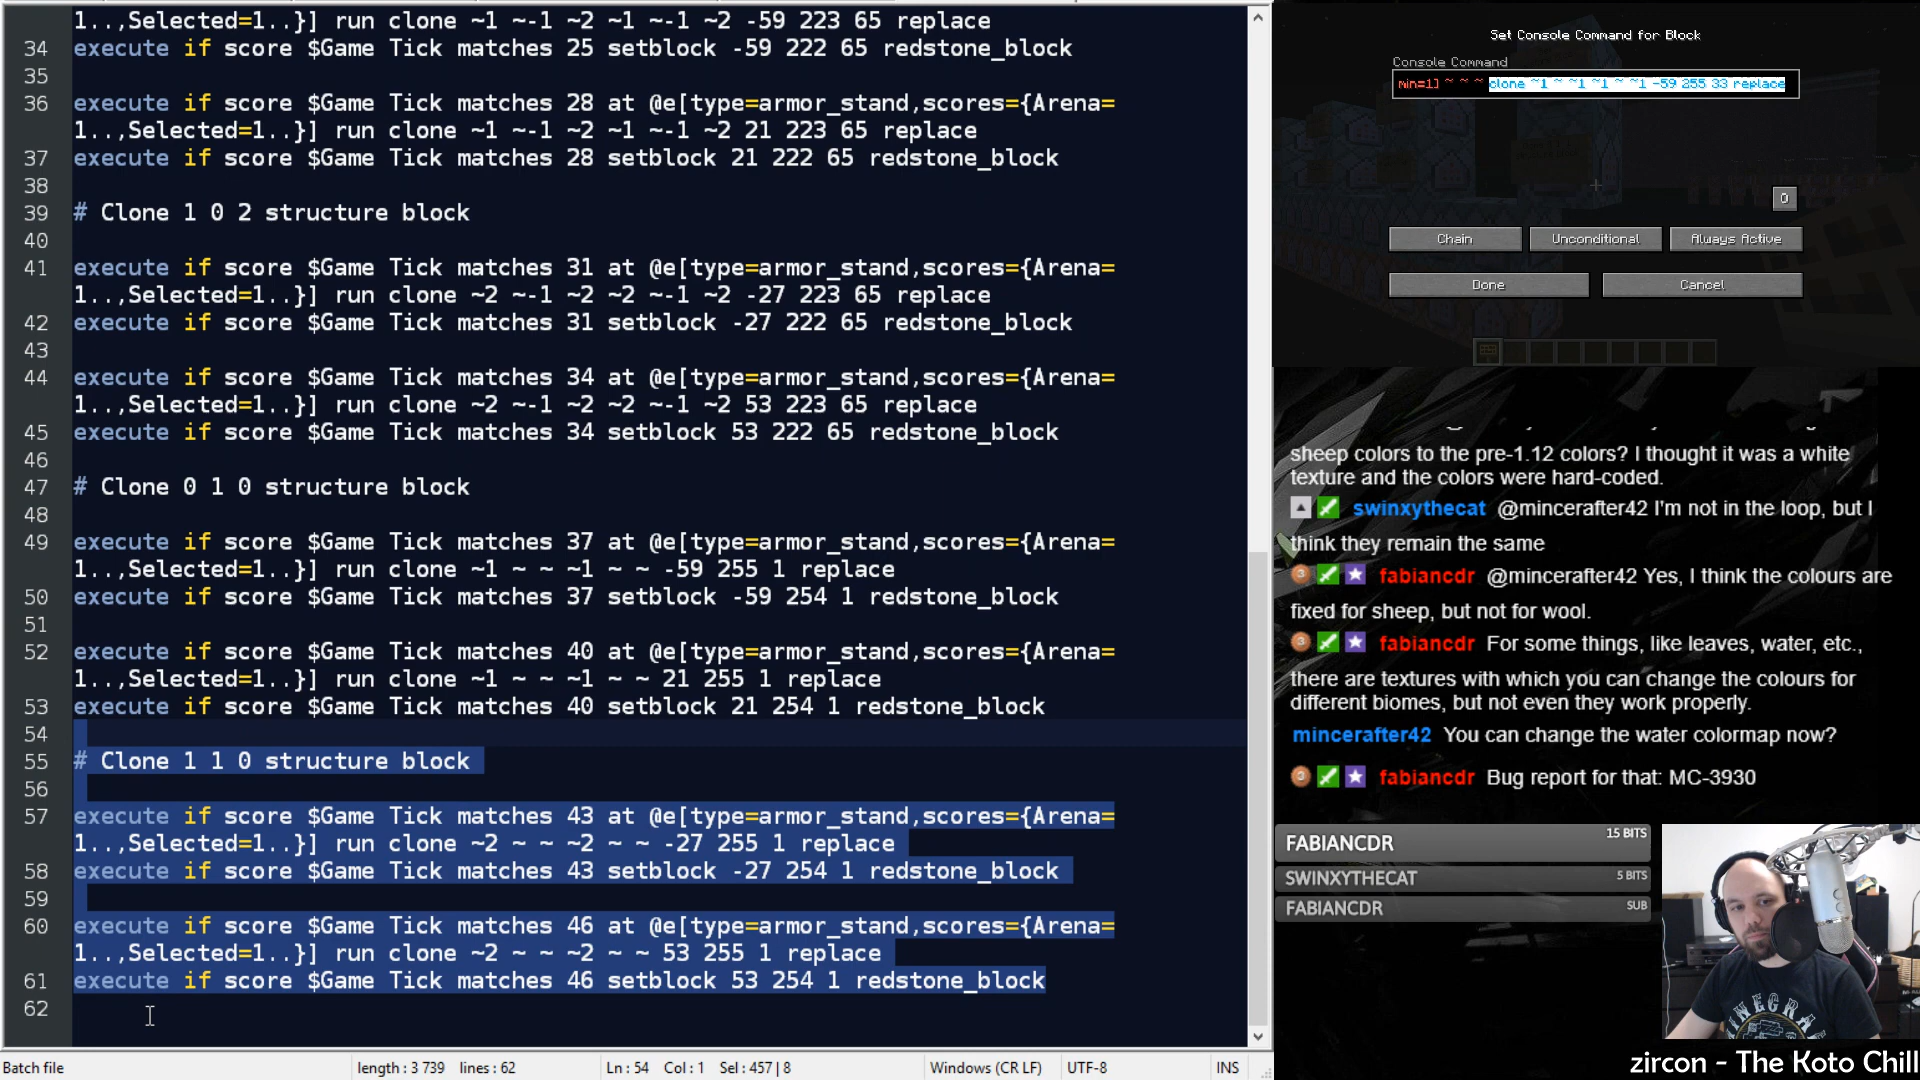 1..,Selected=1..}] run clone ~1 ~-1 ~2 ~1 ~-1 ~2 -59 223 65 replace
34 execute if score $Game Tick matches 25 setblock -59 222 65 redstone_block
35
36 execute if score $Game Tick matches 28 at @e[type=armor_stand,scores={Arena=
1..,Selected=1..}] run clone ~1 ~-1 ~2 ~1 ~-1 ~2 21 223 65 replace
37 execute if score $Game Tick matches 28 setblock 21 222 65 redstone_block
38
39 # Clone 1 0 2 structure block
40
41 execute if score $Game Tick matches 31 at @e[type=armor_stand,scores={Arena=
1..,Selected=1..}] run clone ~2 ~-1 ~2 ~2 ~-1 ~2 -27 223 65 replace
42 execute if score $Game Tick matches 31 setblock -27 222 65 redstone_block
43
44 execute if score $Game Tick matches 34 at @e[type=armor_stand,scores={Arena=
1..,Selected=1..}] run clone ~2 ~-1 ~2 ~2 ~-1 ~2 53 223 65 replace
45 execute if score $Game Tick matches 34 setblock 53 222 65 redstone_block
46
47 # Clone 0 1 0 structure block
48
49 execute if score $Game Tick matches 37 at @e[type=armor_stand,scores={Arena=
1..,Selected=1..}] run clone ~1 ~ ~ ~1 ~ ~ -59 255 1 replace
50 execute if score $Game Tick matches 37 setblock -59 254 1 redstone_block
51
52 execute if score $Game Tick matches 40 at @e[type=armor_stand,scores={Arena=
1..,Selected=1..}] run clone ~1 ~ ~ ~1 ~ ~ 21 255 1 replace
53 execute if score $Game Tick matches 40 setblock 21 254 1 redstone_block
54
55 # Clone 1 1 0 structure block
56
57 execute if score $Game Tick matches 43 at @e[type=armor_stand,scores={Arena=
1..,Selected=1..}] run clone ~2 ~ ~ ~2 ~ ~ -27 255 1 replace
58 execute if score $Game Tick matches 43 setblock -27 254 1 redstone_block
59
60 execute if score $Game Tick matches 46 at @e[type=armor_stand,scores={Arena=
1..,Selected=1..}] run clone ~2 ~ ~ ~2 ~ ~ 53 255 1 replace
61 execute if score $Game Tick matches 46 setblock 53 254 1 redstone_block
62
Batch file length : 3 739 lines : 62 Ln : 54 Col : 1 Sel : 457 | 8 Windows (CR LF) UTF-8 INS
Set Console Command for Block
Console Command
min=1] ~ ~ ~ clone ~1 ~ ~1 ~1 ~ ~1 -59 255 33 replace
0
Chain Unconditional Always Active
Done Cancel
sheep colors to the pre-1.12 colors? I thought it was a white
texture and the colors were hard-coded.
swinxythecat @mincerafter42 I'm not in the loop, but I
think they remain the same
fabiancdr @mincerafter42 Yes, I think the colours are
fixed for sheep, but not for wool.
fabiancdr For some things, like leaves, water, etc.,
there are textures with which you can change the colours for
different biomes, but not even they work properly.
mincerafter42 You can change the water colormap now?
fabiancdr Bug report for that: MC-3930
FABIANCDR 15 BITS
SWINXYTHECAT 5 BITS
FABIANCDR SUB
zircon - The Koto Chill